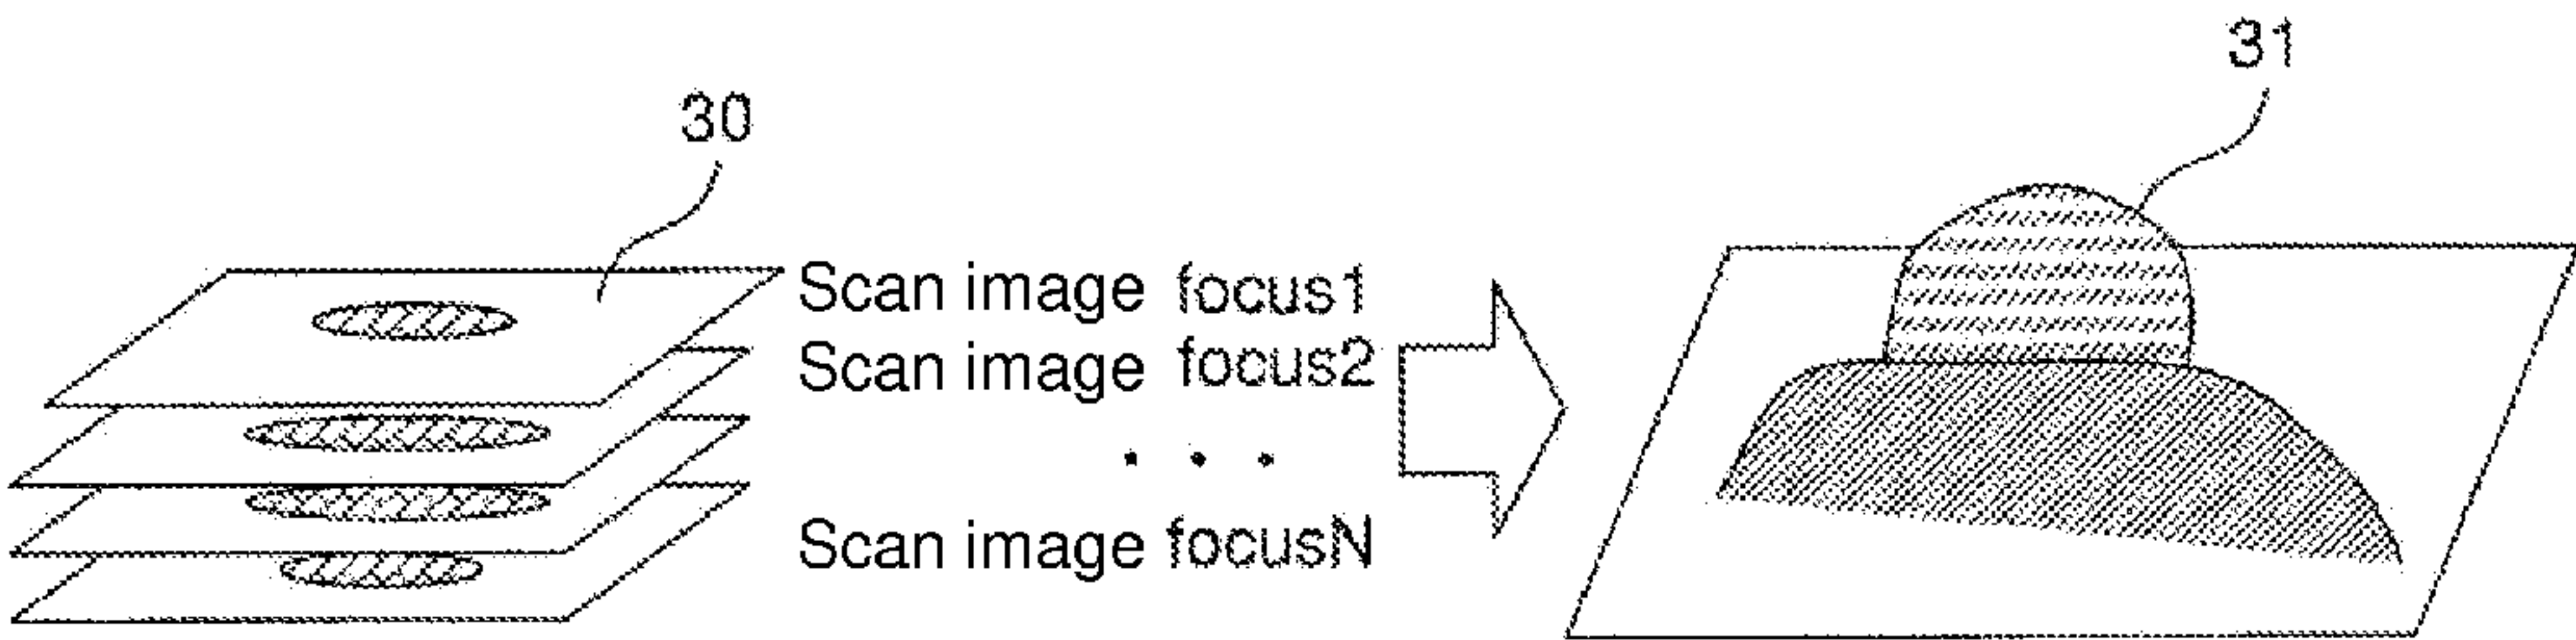 31
30
Scan image focus1
Scan image focus2
. . .
Scan image focusN